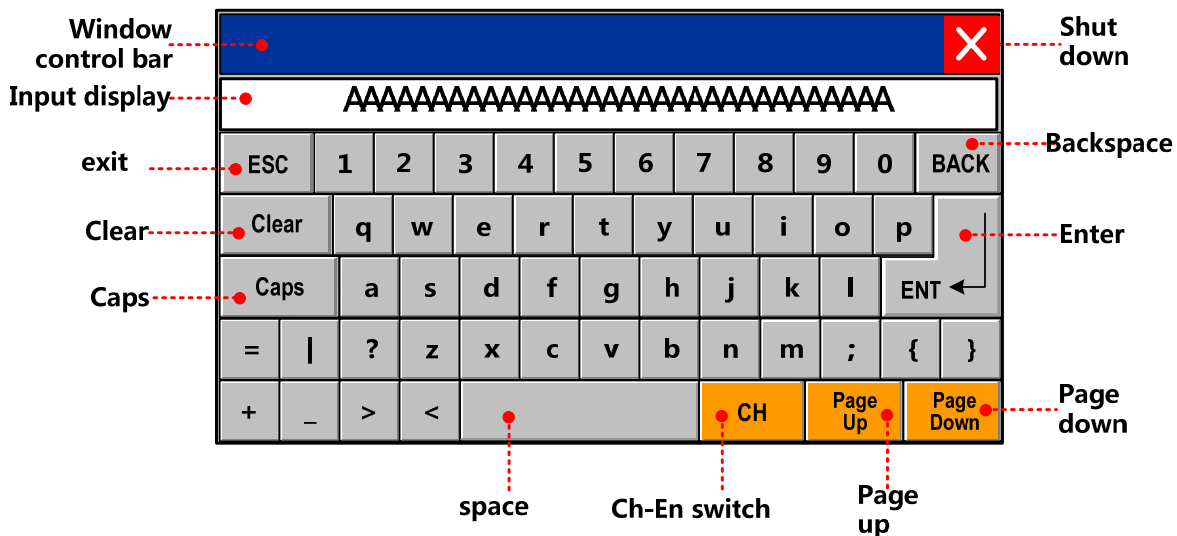 Window
control bar
Shut
down
Input display
AAAAAAAAAAAAAAAAAAAAAAAAAAAAAA
exit
ESC 1 2 3 4 5 6 7 8 9 0 BACK
Backspace
Clear
Clear q w e r t y u i o p
Enter
Caps
Caps a s d f g h j k l ENT
= | ? z x c v b n m ; { }
+ _ > < CH Page
Up Page
Down
Page
down
space
Ch-En switch
Page
up